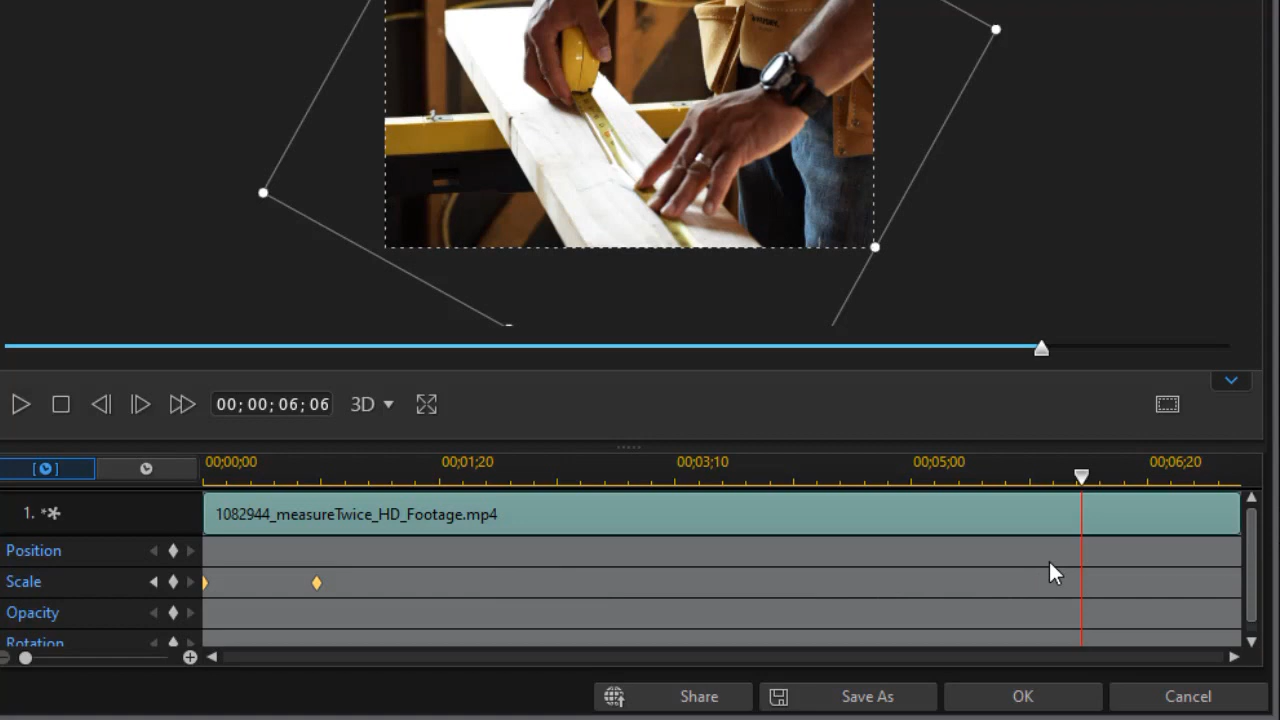 00;00;06;06
3D
00;00;00
00;01;20
00;03;10
00;05;00
00;06;20
1.
1082944_measureTwice_HD_Footage.mp4
Position
Scale
Opacity
Rotation
Share
Save As
OK
Cancel